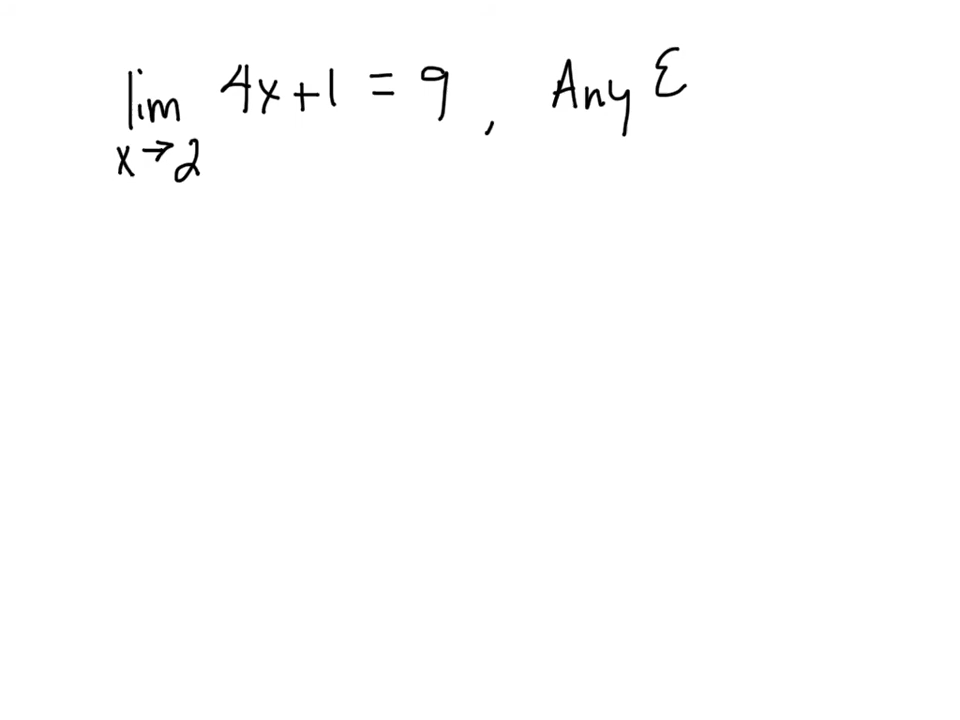 lim 4x+1 = 9 , Any ε
x→2